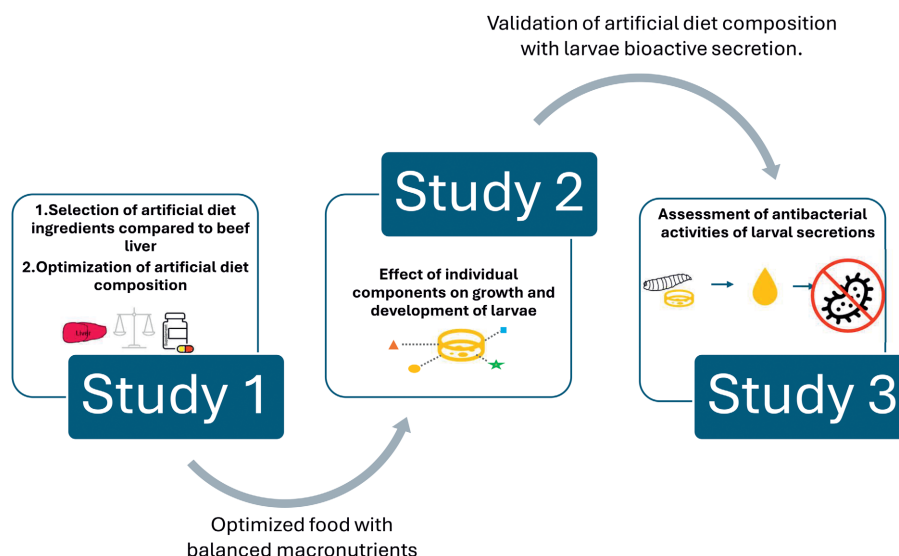 Validation of artificial diet composition
with larvae bioactive secretion.
1.Selection of artificial diet
ingredients compared to beef
liver
2.Optimization of artificial diet
composition
Liver
Study 1
Study 2
Effect of individual
components on growth and
development of larvae
Assessment of antibacterial
activities of larval secretions
Study 3
Optimized food with
balanced macronutrients